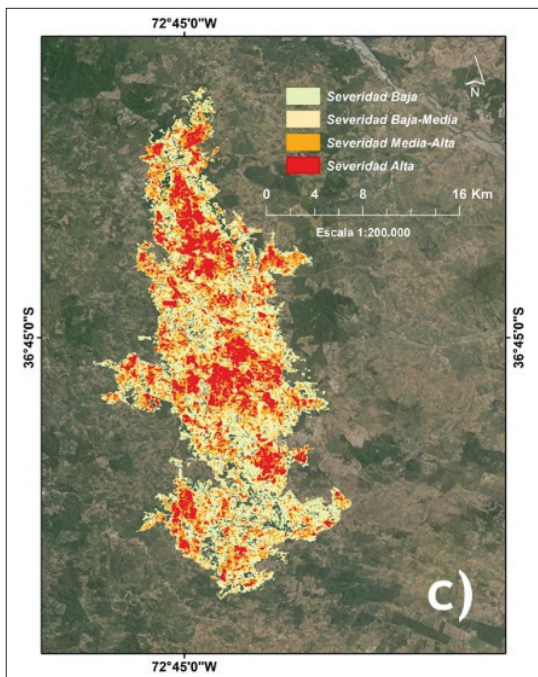 72°45'0"W
N
Severidad Baja
Severidad Baja-Media
Severidad Media-Alta
Severidad Alta
0 4 8 16 Km
Escala 1:200.000
36°45'0"S
36°45'0"S
c)
72°45'0"W